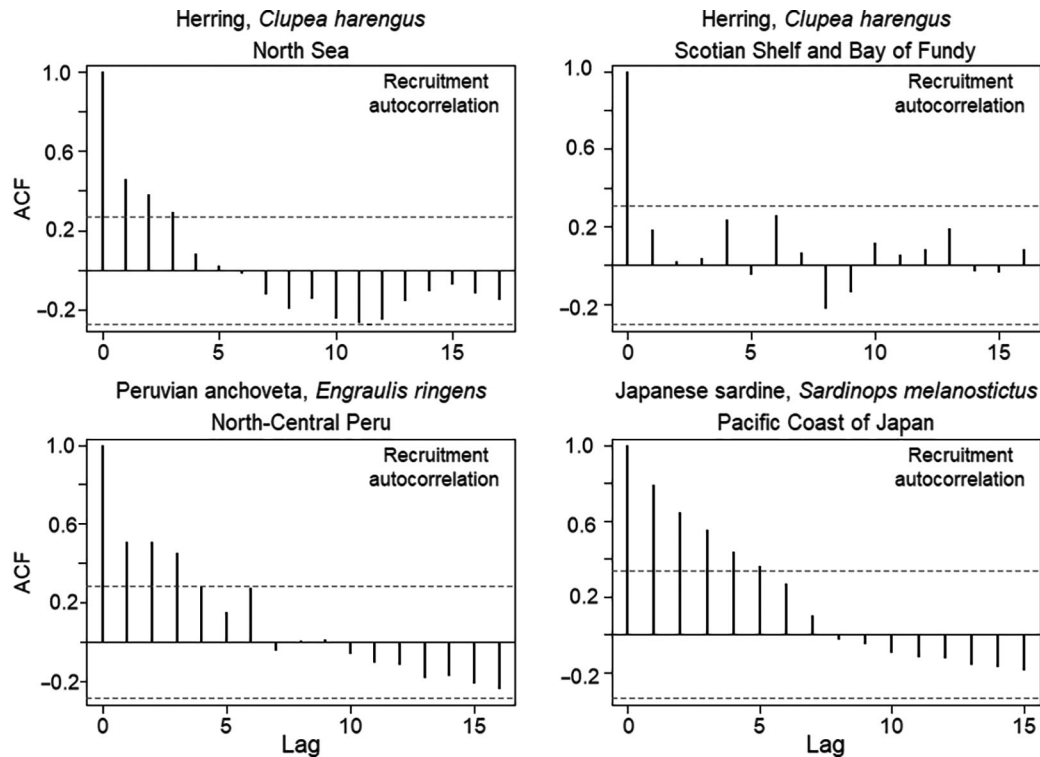 Herring, Clupea harengus
North Sea
Recruitment
autocorrelation
ACF
1.0
0.6
0.2
−0.2
0
5
10
15
Herring, Clupea harengus
Scotian Shelf and Bay of Fundy
Recruitment
autocorrelation
1.0
0.6
0.2
−0.2
0
5
10
15
Peruvian anchoveta, Engraulis ringens
North-Central Peru
Recruitment
autocorrelation
ACF
1.0
0.6
0.2
−0.2
0
5
10
15
Lag
Japanese sardine, Sardinops melanostictus
Pacific Coast of Japan
Recruitment
autocorrelation
1.0
0.6
0.2
−0.2
0
5
10
15
Lag